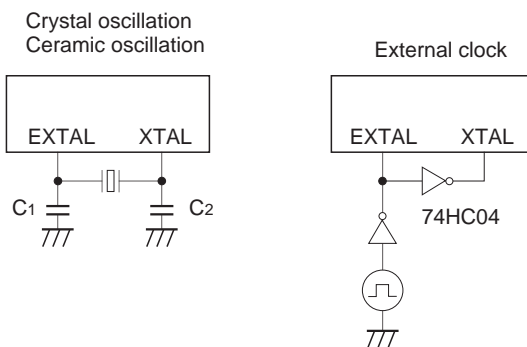 Crystal oscillation
Ceramic oscillation
EXTAL XTAL
C1 C2
External clock
EXTAL XTAL
74HC04